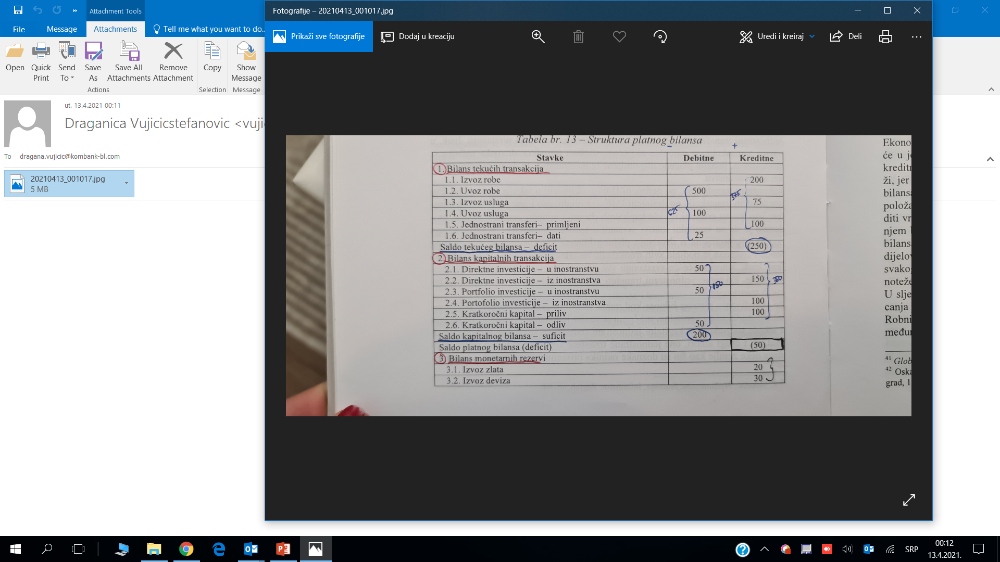 Attachment Tools
Fotografije – 20210413_001017.jpg
File Message Attachments Tell me what you want to do...
Prikaži sve fotografije Dodaj u kreaciju Uredi i kreiraj Deli
Open Quick Print Send To Save As Save All Attachments Remove Attachment Copy Show Message
Actions Selection Message
ut. 13.4.2021 00:11
Draganica Vujicicstefanovic
To dragana.vujicic@kombank-bl.com
20210413_001017.jpg
5 MB
Tabela br. 13 – Struktura platnog bilansa
- +
Stavke Debitne Kreditne
1. Bilans tekućih transakcija
1.1. Izvoz robe 200
1.2. Uvoz robe 500
375
1.3. Izvoz usluga 75
625
1.4. Uvoz usluga 100
1.5. Jednostrani transferi– primljeni 100
1.6. Jednostrani transferi– dati 25
Saldo tekućeg bilansa – deficit (250)
2. Bilans kapitalnih transakcija
2.1. Direktne investicije – u inostranstvu 50
2.2. Direktne investicije – iz inostranstva 150 350
150
2.3. Portfolio investicije – u inostranstvu 50
2.4. Portofolio investicije – iz inostranstva 100
2.5. Kratkoročni kapital – priliv 100
2.6. Kratkoročni kapital – odliv 50
Saldo kapitalnog bilansa – suficit 200
Saldo platnog bilansa (deficit) (50)
3. Bilans monetarnih rezervi
3.1. Izvoz zlata 20
3.2. Izvoz deviza 30
Ekono
će u je
kreditn
ži, jer
bilansa
položa
diti vr
njem b
bilans
dijelov
svakog
noteže
U slje
canja
Robni
među
41 Glob
42 Oska
grad, 1
SRP
00:12
13.4.2021.